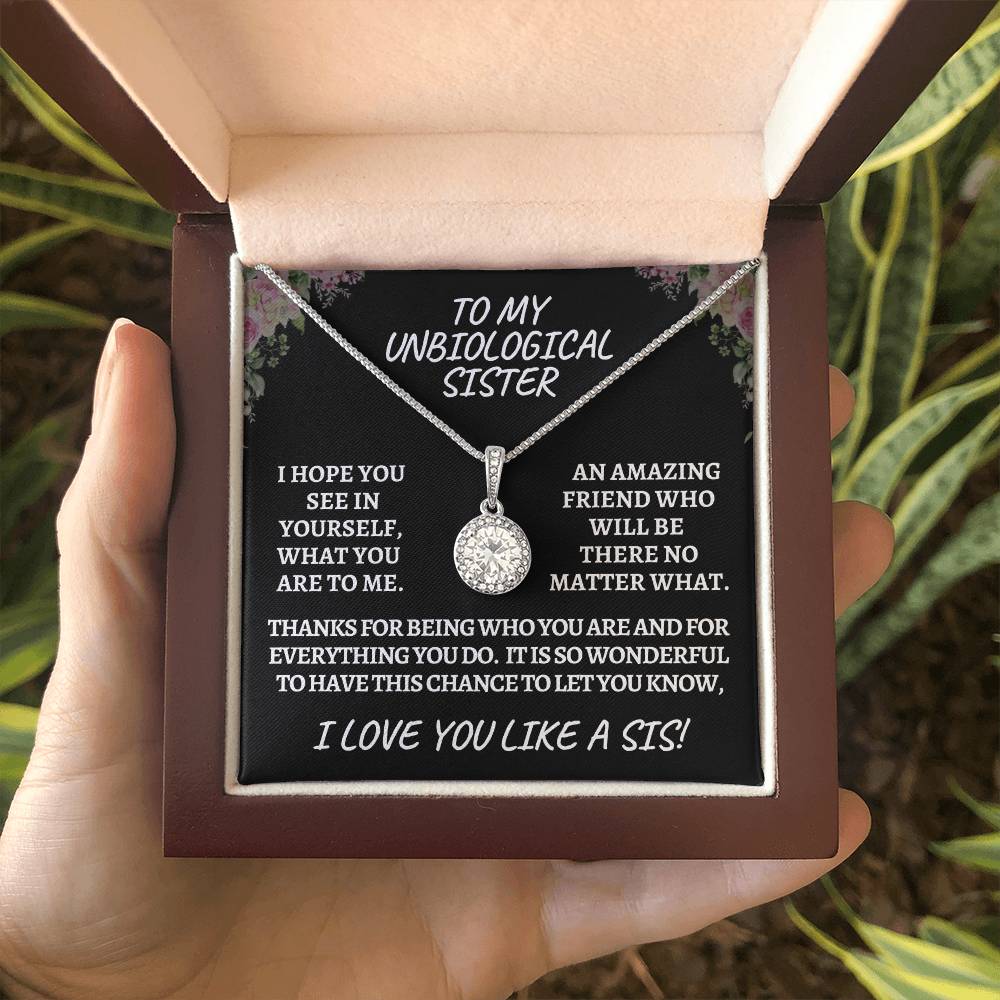 TO MY
UNBIOLOGICAL
SISTER
I HOPE YOU
SEE IN
YOURSELF,
WHAT YOU
ARE TO ME.
AN AMAZING
FRIEND WHO
WILL BE
THERE NO
MATTER WHAT.
THANKS FOR BEING WHO YOU ARE AND FOR
EVERYTHING YOU DO. IT IS SO WONDERFUL
TO HAVE THIS CHANCE TO LET YOU KNOW,
I LOVE YOU LIKE A SIS!